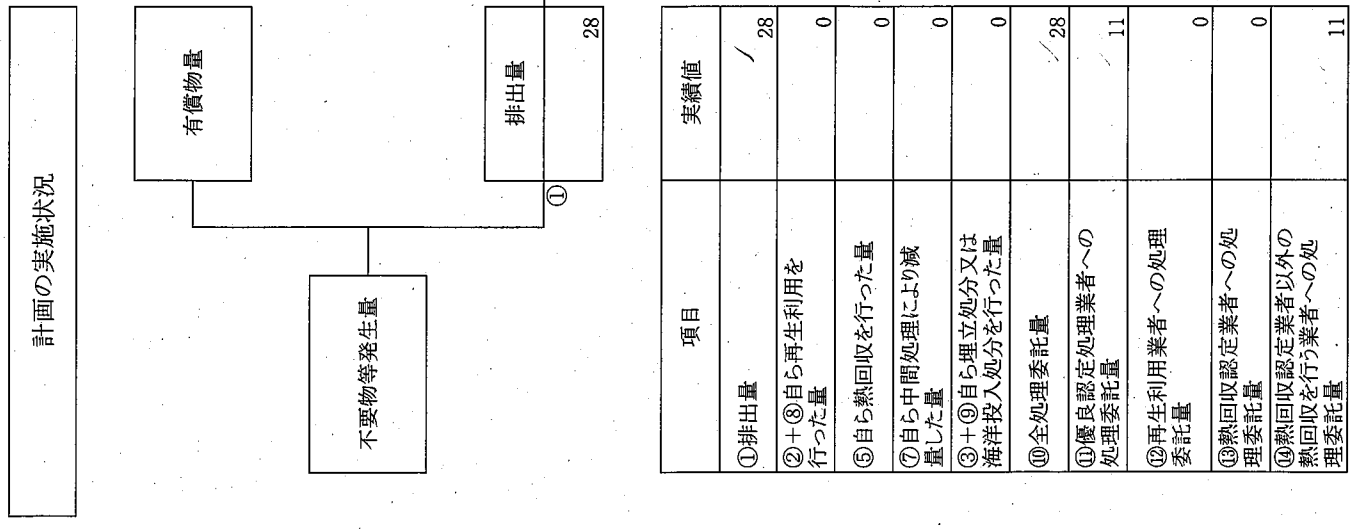 計画の実施状況
不要物等発生量
有償物量
①
排出量
28
項目
実績値
①排出量
28
②+⑧自ら再生利用を
行った量
0
⑤自ら熱回収を行った量
0
⑦自ら中間処理により減
量した量
0
③+⑨自ら埋立処分又は
海洋投入処分を行った量
0
⑩全処理委託量
28
⑪優良認定処理業者への
処理委託量
11
⑫再生利用業者への処理
委託量
0
⑬熱回収認定業者への処
理委託量
0
⑭熱回収認定業者以外の
熱回収を行う業者への処
理委託量
11